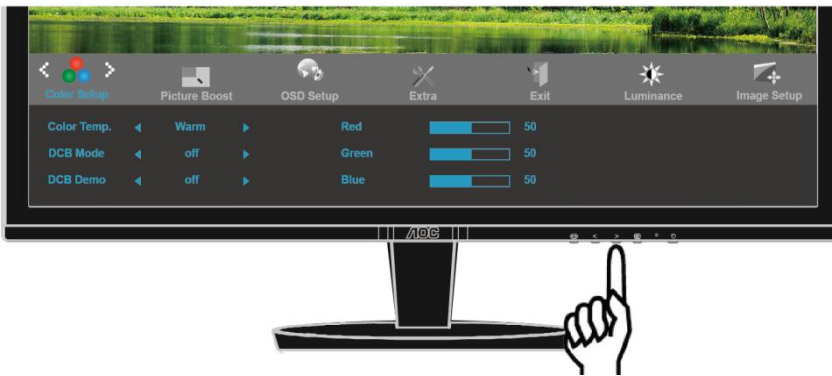 Color Setup Picture Boost OSD Setup Extra Exit Luminance Image Setup
Color Temp. Warm Red 50
DCB Mode off Green 50
DCB Demo off Blue 50
AOC